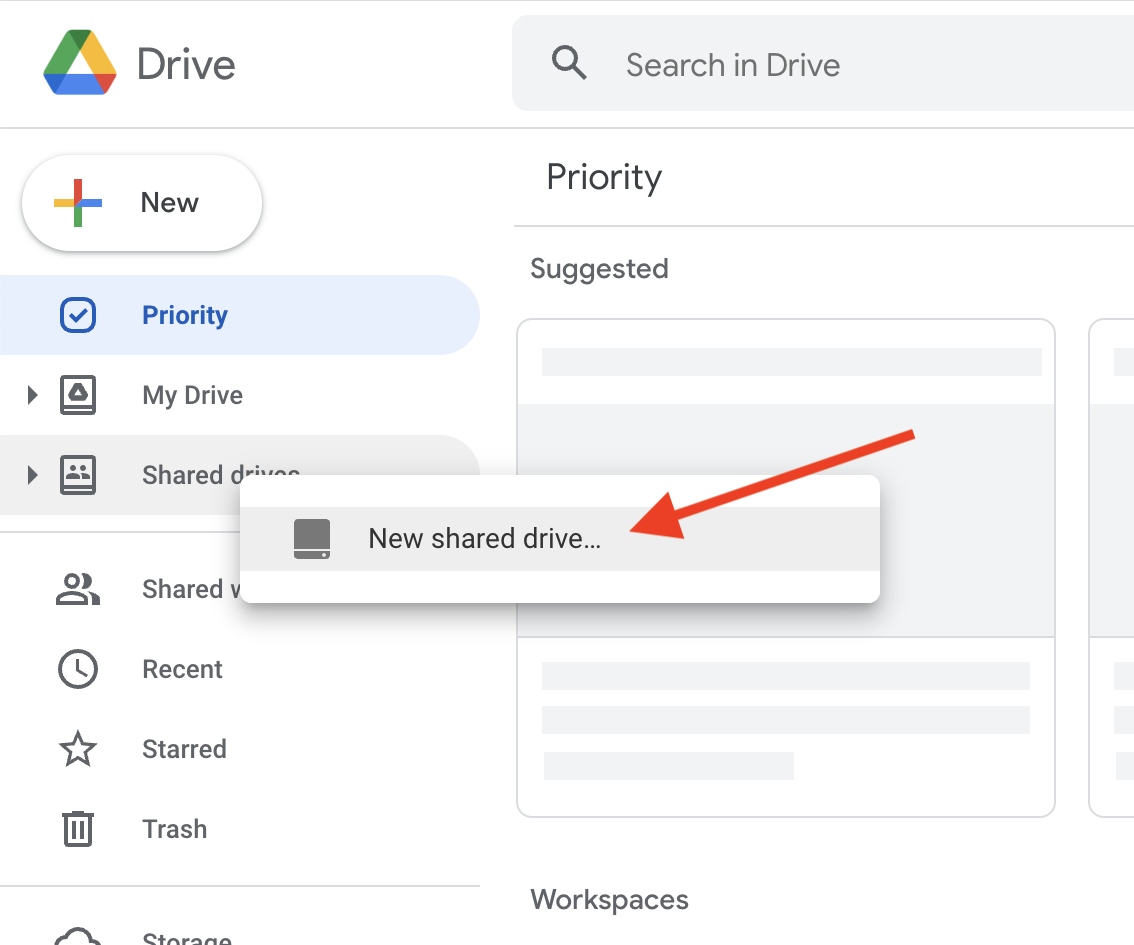 Drive
Search in Drive
New
Priority
Priority
Suggested
My Drive
Shared drives
New shared drive...
Shared
Recent
Starred
Trash
Workspaces
Storage